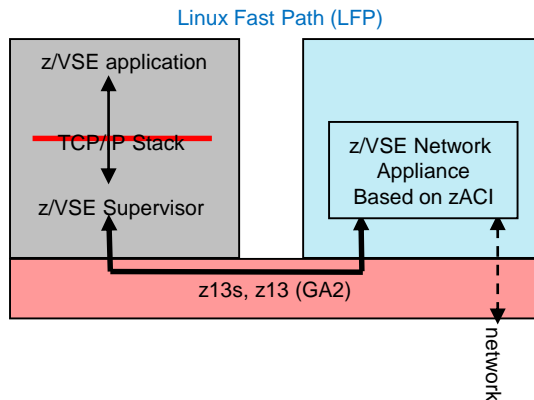 Linux Fast Path (LFP)
z/VSE application
TCP/IP Stack
z/VSE Supervisor
z/VSE Network
Appliance
Based on zACI
z13s, z13 (GA2)
network